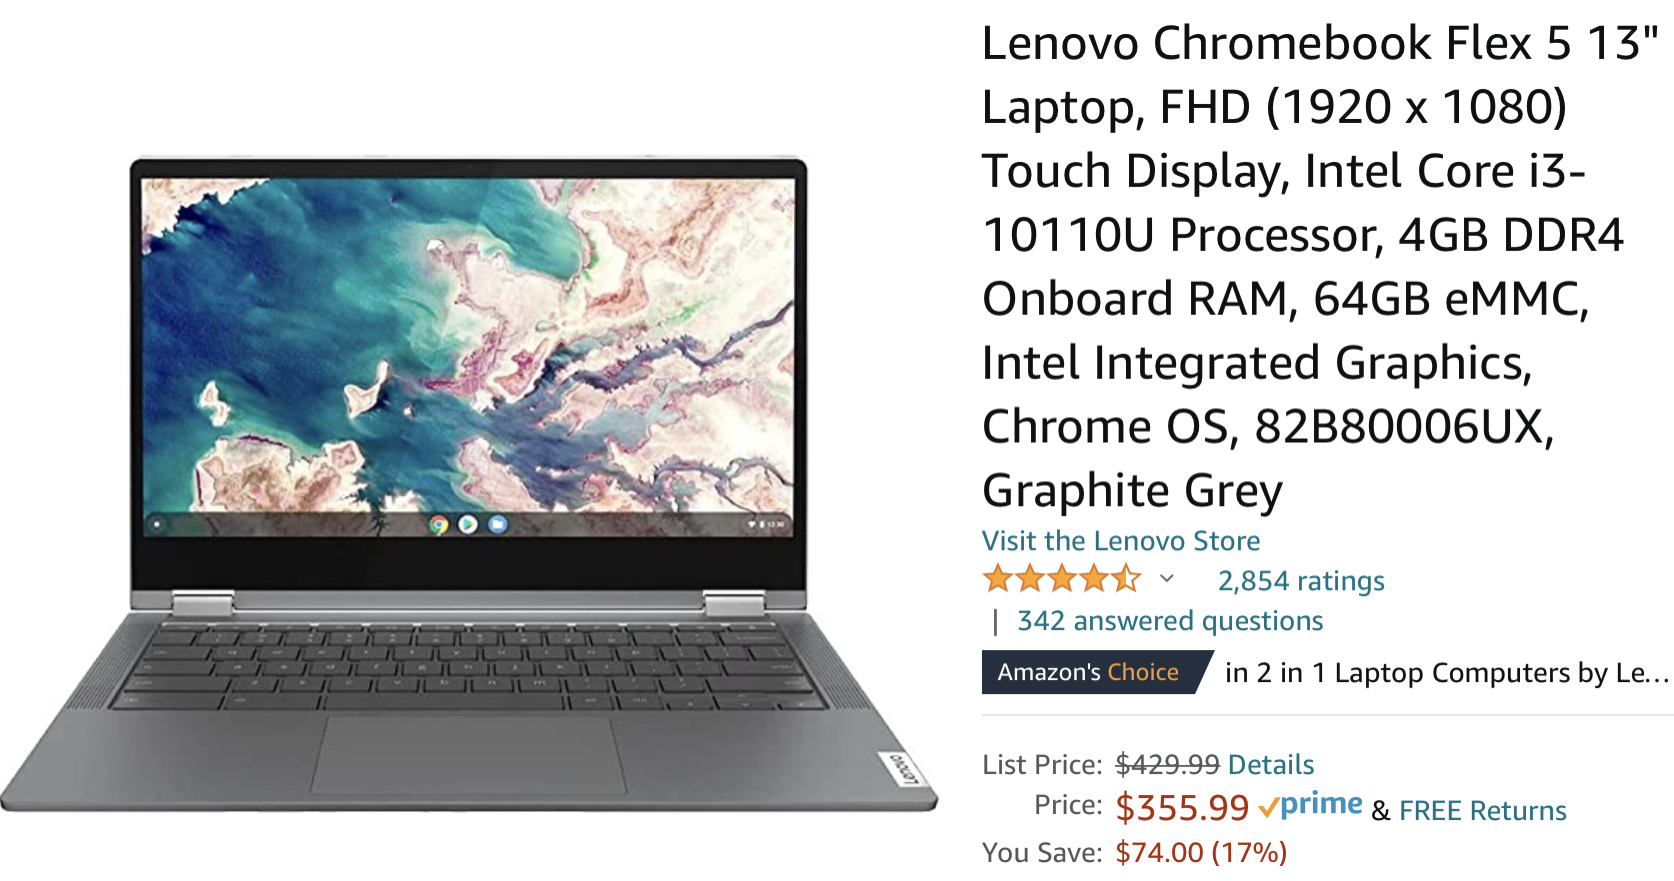 Lenovo Chromebook Flex 5 13"
Laptop, FHD (1920 x 1080)
Touch Display, Intel Core i3-
10110U Processor, 4GB DDR4
Onboard RAM, 64GB eMMC,
Intel Integrated Graphics,
Chrome OS, 82B80006UX,
Graphite Grey
Visit the Lenovo Store
2,854 ratings
| 342 answered questions
Amazon's Choice in 2 in 1 Laptop Computers by Le...
List Price: $429.99 Details
Price: $355.99 prime & FREE Returns
You Save: $74.00 (17%)
12:30
Lenovo